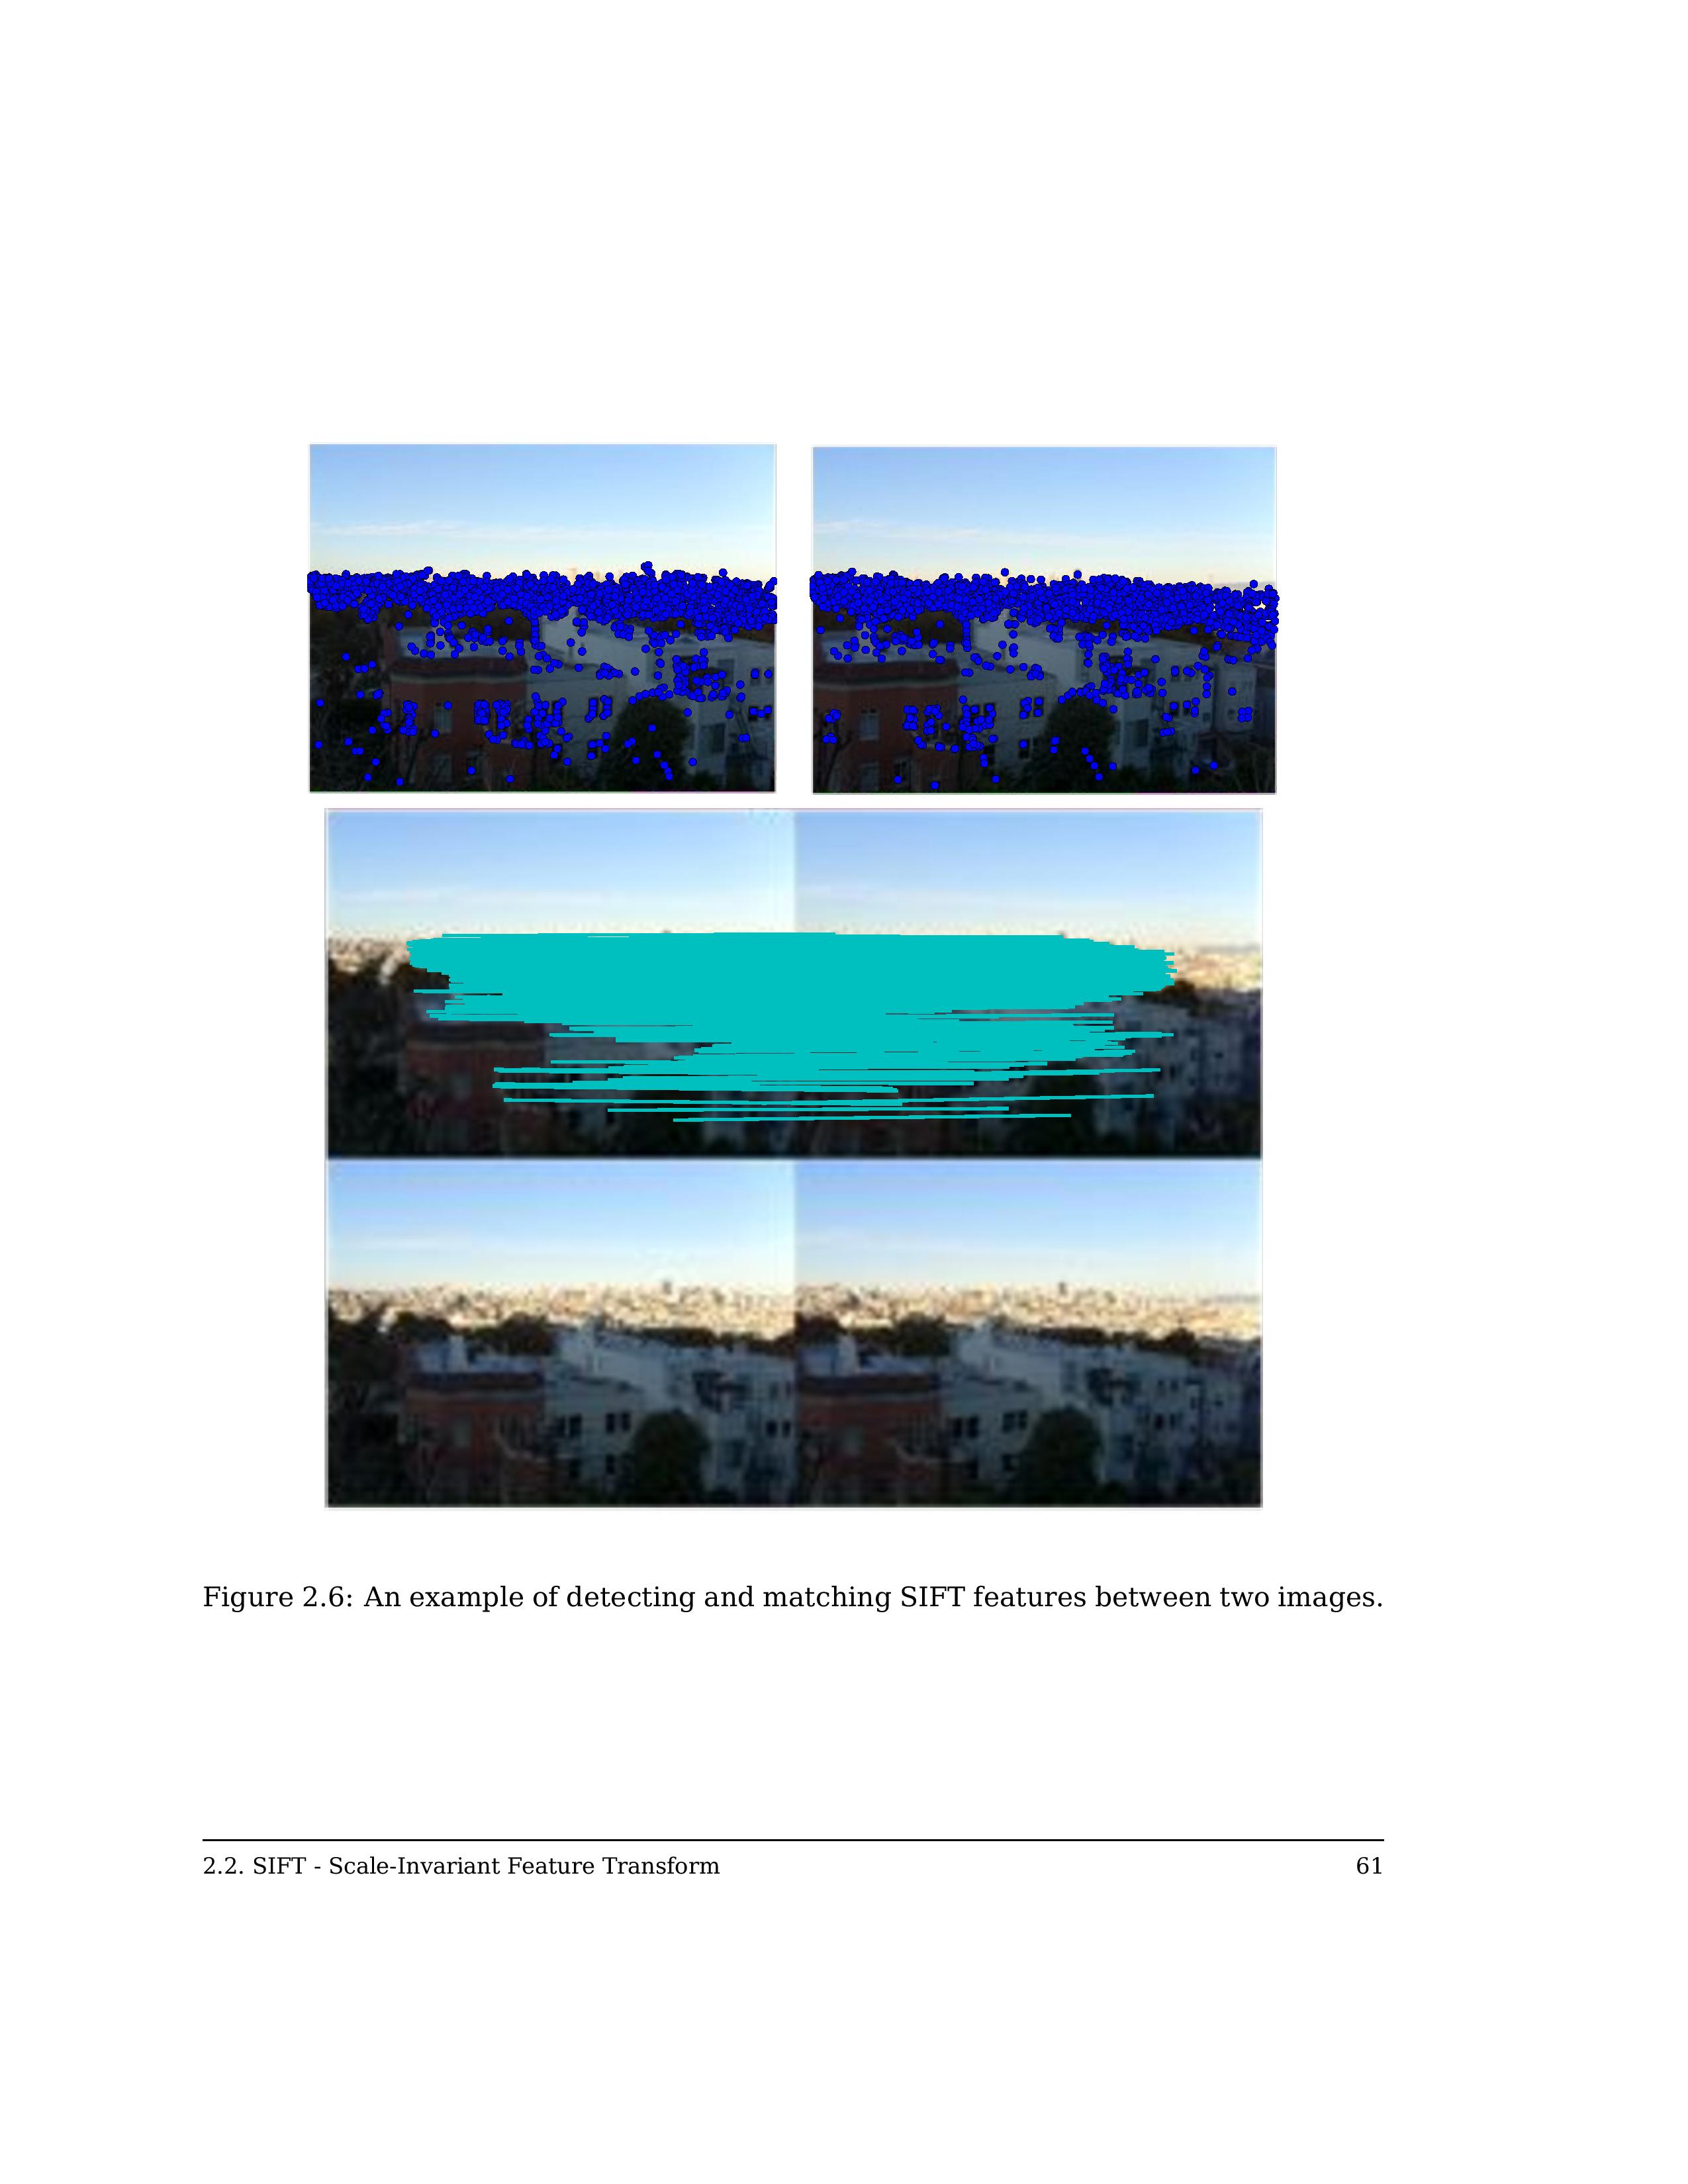 Figure 2.6: An example of detecting and matching SIFT features between two images.
2.2. SIFT - Scale-Invariant Feature Transform 61